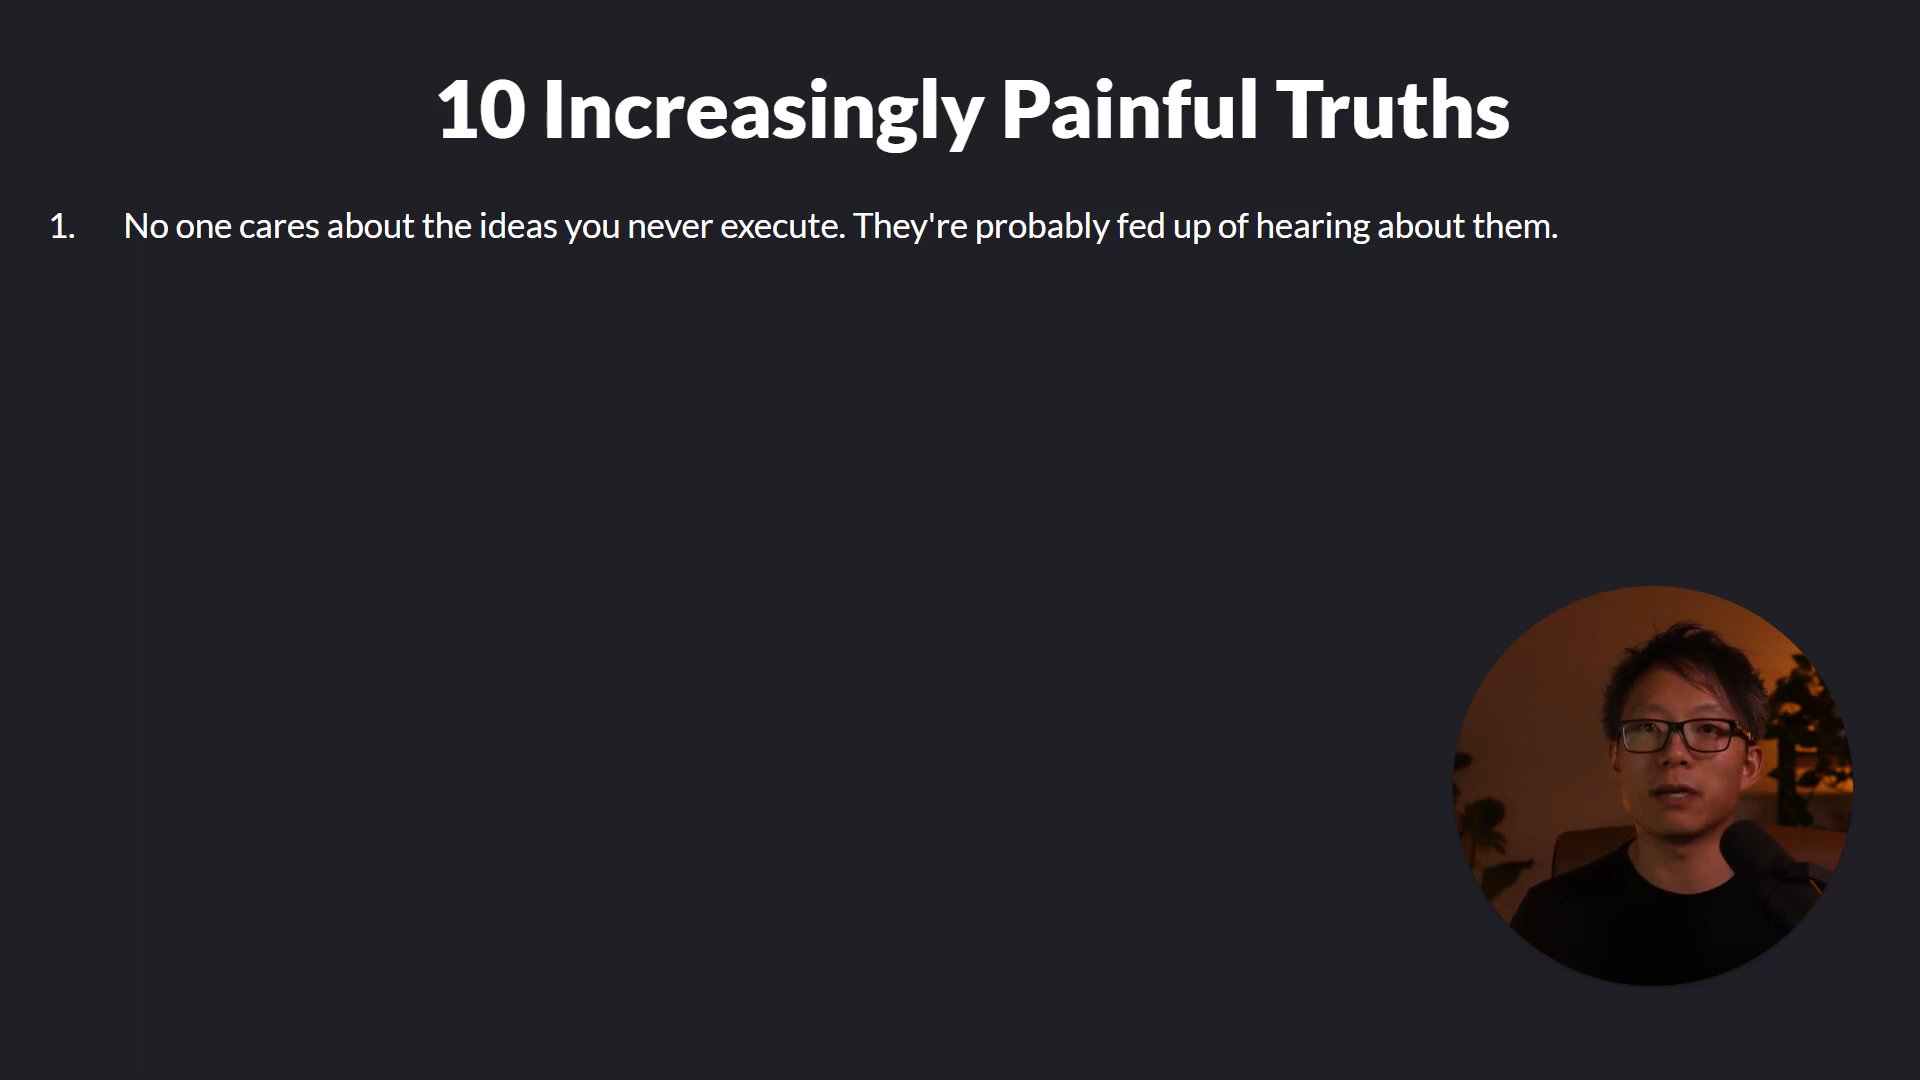 10 Increasingly Painful Truths
1. No one cares about the ideas you never execute. They're probably fed up of hearing about them.